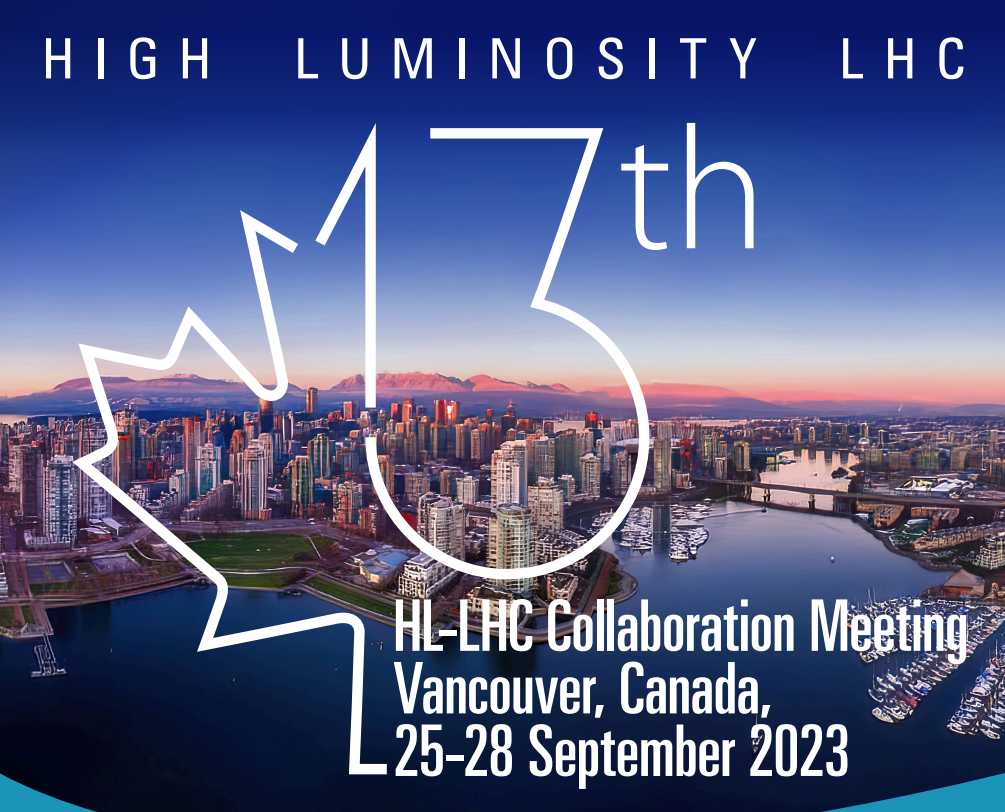 HIGH LUMINOSITY LHC
13th
HL-LHC Collaboration Meeting
Vancouver, Canada,
25-28 September 2023